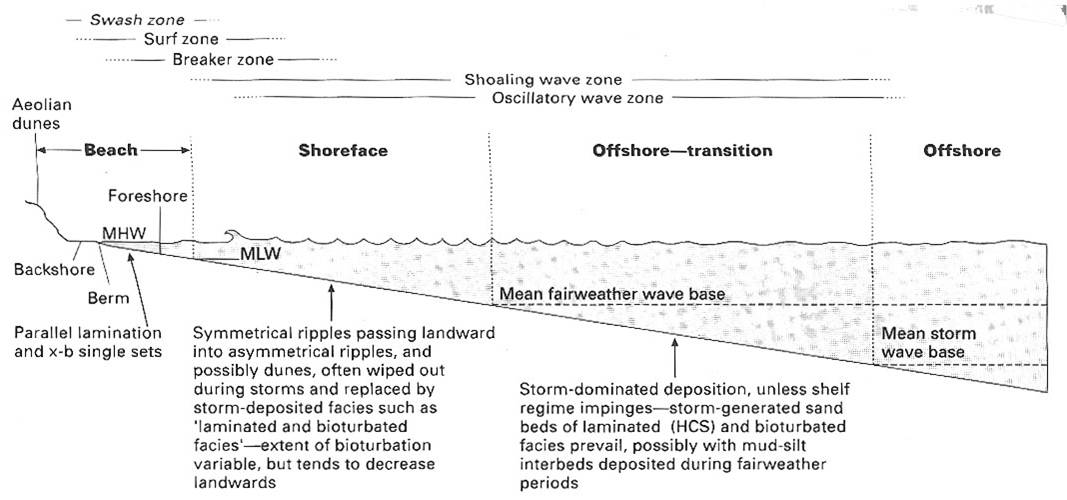 Swash zone
Surf zone
Breaker zone
Shoaling wave zone
Oscillatory wave zone
Aeolian
dunes
Beach
Shoreface
Offshore—transition
Offshore
Foreshore
MHW
MLW
Backshore
Berm
Mean fairweather wave base
Mean storm
wave base
Parallel lamination
and x-b single sets
Symmetrical ripples passing landward
into asymmetrical ripples, and
possibly dunes, often wiped out
during storms and replaced by
storm-deposited facies such as
'laminated and bioturbated
facies'—extent of bioturbation
variable, but tends to decrease
landwards
Storm-dominated deposition, unless shelf
regime impinges—storm-generated sand
beds of laminated (HCS) and bioturbated
facies prevail, possibly with mud-silt
interbeds deposited during fairweather
periods